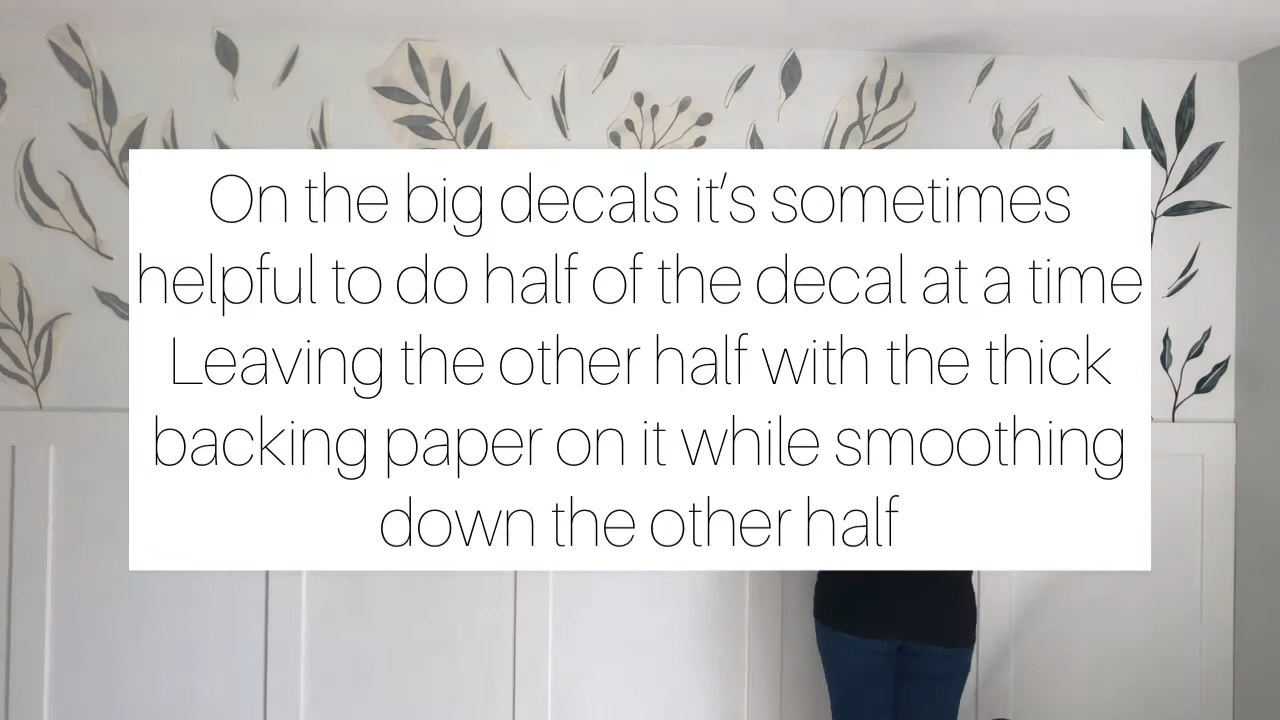 On the big decals it's sometimes
helpful to do half of the decal at a time
Leaving the other half with the thick
backing paper on it while smoothing
down the other half